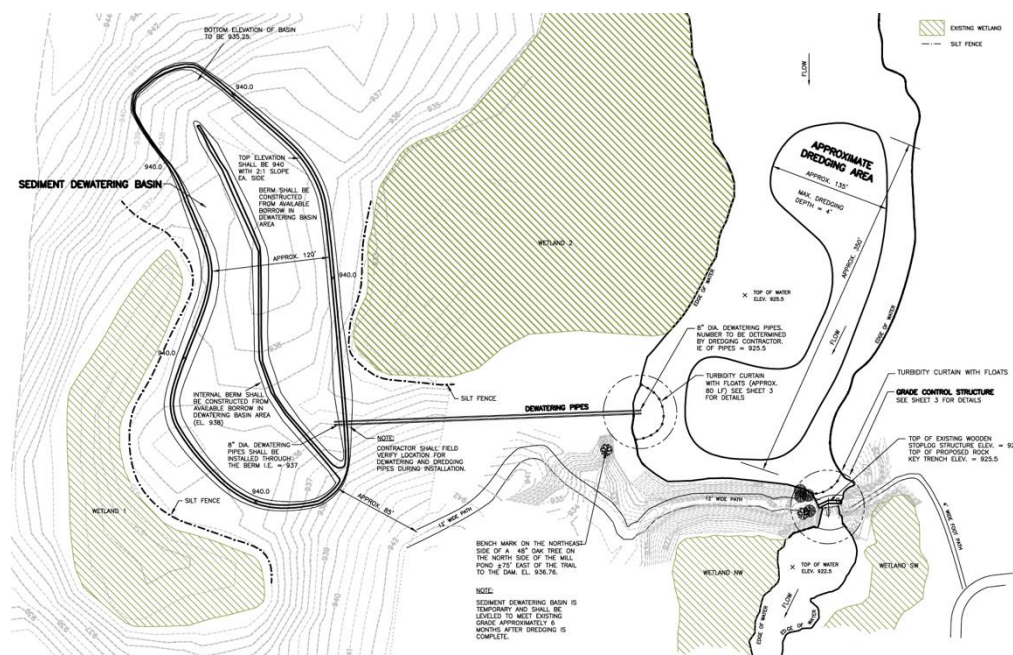 EXISTING WETLAND
SILT FENCE
BOTTOM ELEVATION OF BASIN
TO BE 935.25.
940.0
940.0
TOP ELEVATION
SHALL BE 940
WITH 2:1 SLOPE
EA. SIDE
SEDIMENT DEWATERING BASIN
BERM SHALL BE
CONSTRUCTED
FROM AVAILABLE
BORROW IN
DEWATERING BASIN
AREA
APPROX. 120'
940.0
940.0
WETLAND 2
937
936
935
FLOW
APPROXIMATE
DREDGING AREA
APPROX. 135'
MAX. DREDGING
DEPTH = 4'
APPROX. 350'
EDGE OF WATER
TOP OF WATER
ELEV. 925.5
FLOW
EDGE OF WATER
8" DIA. DEWATERING PIPES.
NUMBER TO BE DETERMINED
BY DREDGING CONTRACTOR.
IE OF PIPES = 925.5
TURBIDITY CURTAIN
WITH FLOATS (APPROX.
80 LF) SEE SHEET 3
FOR DETAILS
TURBIDITY CURTAIN WITH FLOATS
GRADE CONTROL STRUCTURE
SEE SHEET 3 FOR DETAILS
INTERNAL BERM SHALL
BE CONSTRUCTED FROM
AVAILABLE BORROW IN
DEWATERING BASIN AREA
(EL. 938)
SILT FENCE
DEWATERING PIPES
8" DIA. DEWATERING
PIPES SHALL BE
INSTALLED THROUGH
THE BERM I.E. = 937
NOTE:
CONTRACTOR SHALL FIELD
VERIFY LOCATION FOR
DEWATERING AND DREDGING
PIPES DURING INSTALLATION.
TOP OF EXISTING WOODEN
STOPLOG STRUCTURE ELEV. = 92
TOP OF PROPOSED ROCK
KEY TRENCH ELEV. = 925.5
940.0
SILT FENCE
WETLAND 1
APPROX. 85'
12' WIDE PATH
12' WIDE PATH
BENCH MARK ON THE NORTHEAST
SIDE OF A 48" OAK TREE ON
THE NORTH SIDE OF THE MILL
POND ±75' EAST OF THE TRAIL
TO THE DAM. EL. 936.76.
NOTE:
SEDIMENT DEWATERING BASIN IS
TEMPORARY AND SHALL BE
LEVELED TO MEET EXISTING
GRADE APPROXIMATELY 6
MONTHS AFTER DREDGING IS
COMPLETE.
WETLAND NW
TOP OF WATER
ELEV. 922.5
WETLAND SW
FLOW
EDGE OF WATER
EDGE OF WATER
FOOT PATH